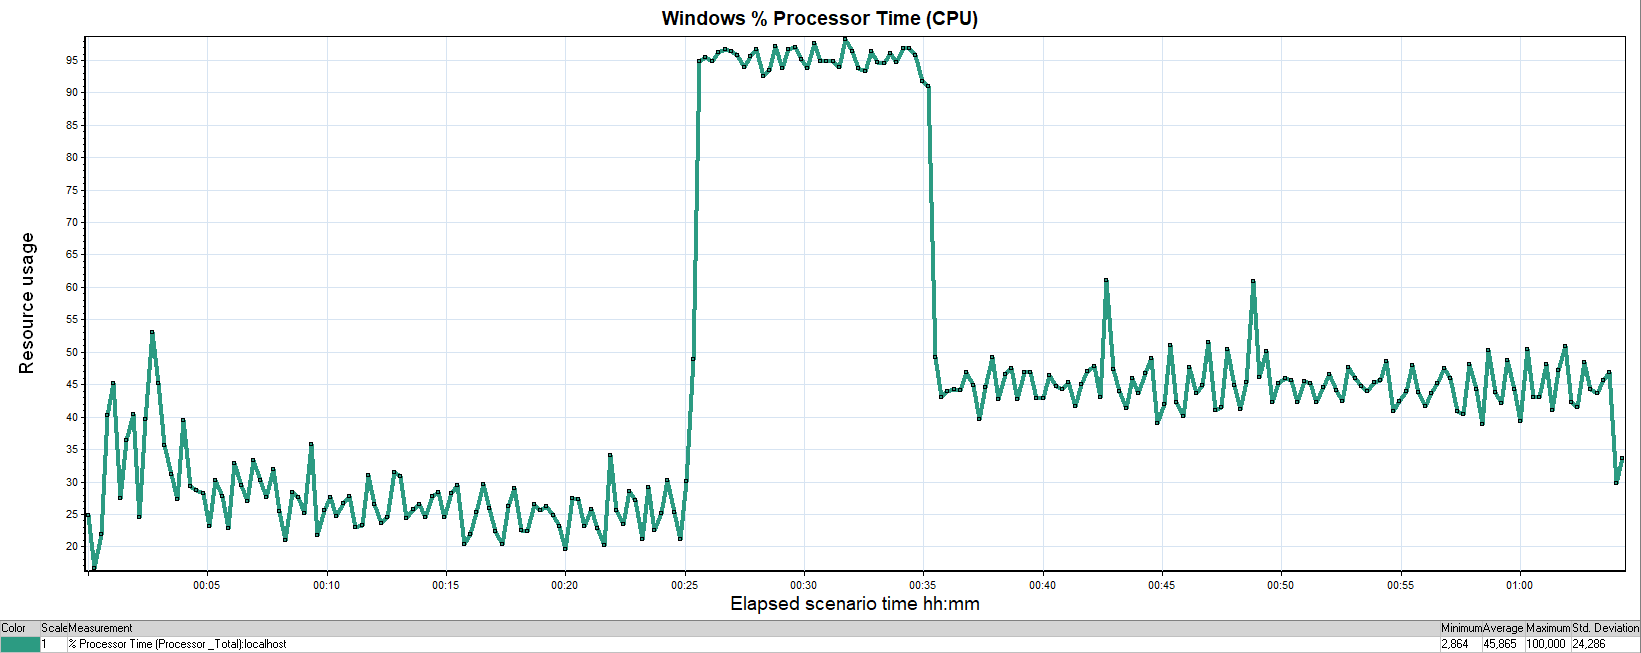 Windows % Processor Time (CPU)
Resource usage
95
90
85
80
75
70
65
60
55
50
45
40
35
30
25
20
00:05 00:10 00:15 00:20 00:25 00:30 00:35 00:40 00:45 00:50 00:55 01:00
Elapsed scenario time hh:mm
Color Scale Measurement Minimum Average Maximum Std. Deviation
1 % Processor Time (Processor _Total):localhost 2,864 45,865 100,000 24,286